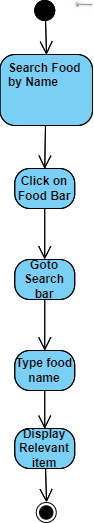 Search Food
by Name
Click on
Food Bar
Goto
Search
bar
Type food
name
Display
Relevant
item